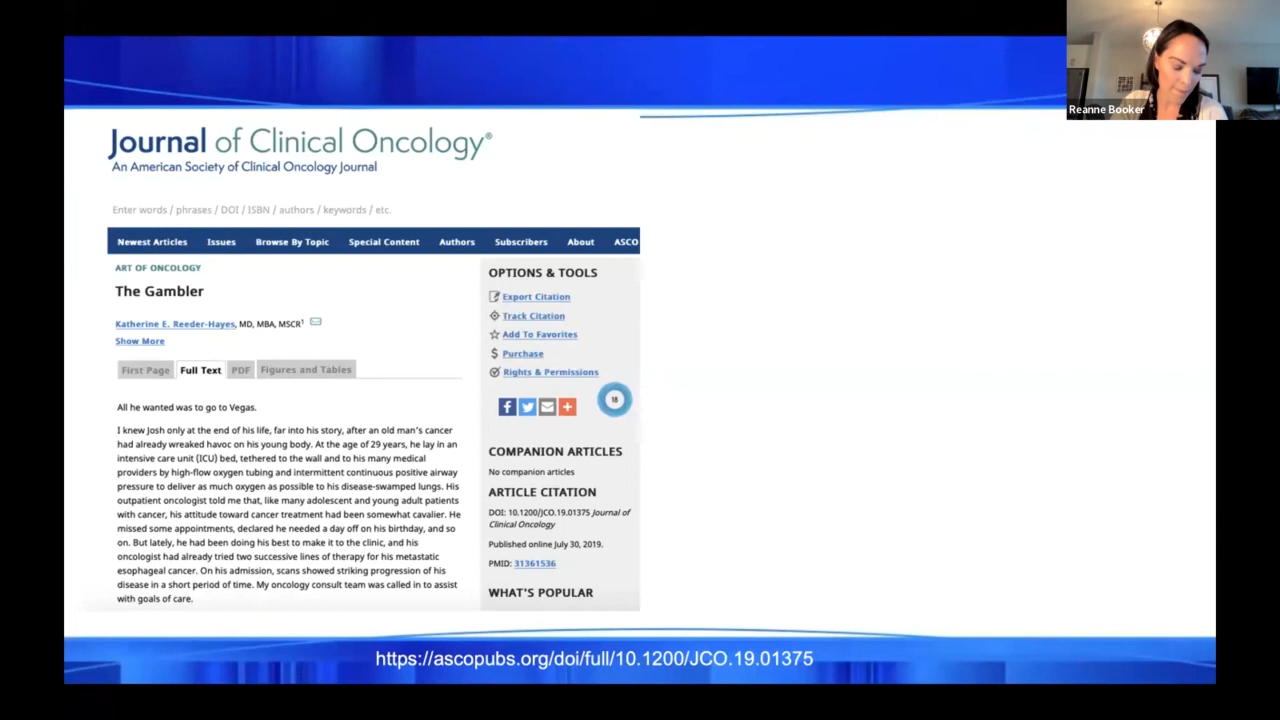 Reanne Booker
Journal of Clinical Oncology®
An American Society of Clinical Oncology Journal
Enter words / phrases / DOI / ISBN / authors / keywords / etc.
Newest Articles Issues Browse By Topic Special Content Authors Subscribers About ASCO
ART OF ONCOLOGY
The Gambler
Katherine E. Reeder-Hayes, MD, MBA, MSCR1
Show More
First Page Full Text PDF Figures and Tables
All he wanted was to go to Vegas.
I knew Josh only at the end of his life, far into his story, after an old man's cancer
had already wreaked havoc on his young body. At the age of 29 years, he lay in an
intensive care unit (ICU) bed, tethered to the wall and to his many medical
providers by high-flow oxygen tubing and intermittent continuous positive airway
pressure to deliver as much oxygen as possible to his disease-swamped lungs. His
outpatient oncologist told me that, like many adolescent and young adult patients
with cancer, his attitude toward cancer treatment had been somewhat cavalier. He
missed some appointments, declared he needed a day off on his birthday, and so
on. But lately, he had been doing his best to make it to the clinic, and his
oncologist had already tried two successive lines of therapy for his metastatic
esophageal cancer. On his admission, scans showed striking progression of his
disease in a short period of time. My oncology consult team was called in to assist
with goals of care.
OPTIONS & TOOLS
Export Citation
Track Citation
Add To Favorites
$ Purchase
Rights & Permissions
18
COMPANION ARTICLES
No companion articles
ARTICLE CITATION
DOI: 10.1200/JCO.19.01375 Journal of
Clinical Oncology
Published online July 30, 2019.
PMID: 31361536
WHAT'S POPULAR
https://ascopubs.org/doi/full/10.1200/JCO.19.01375